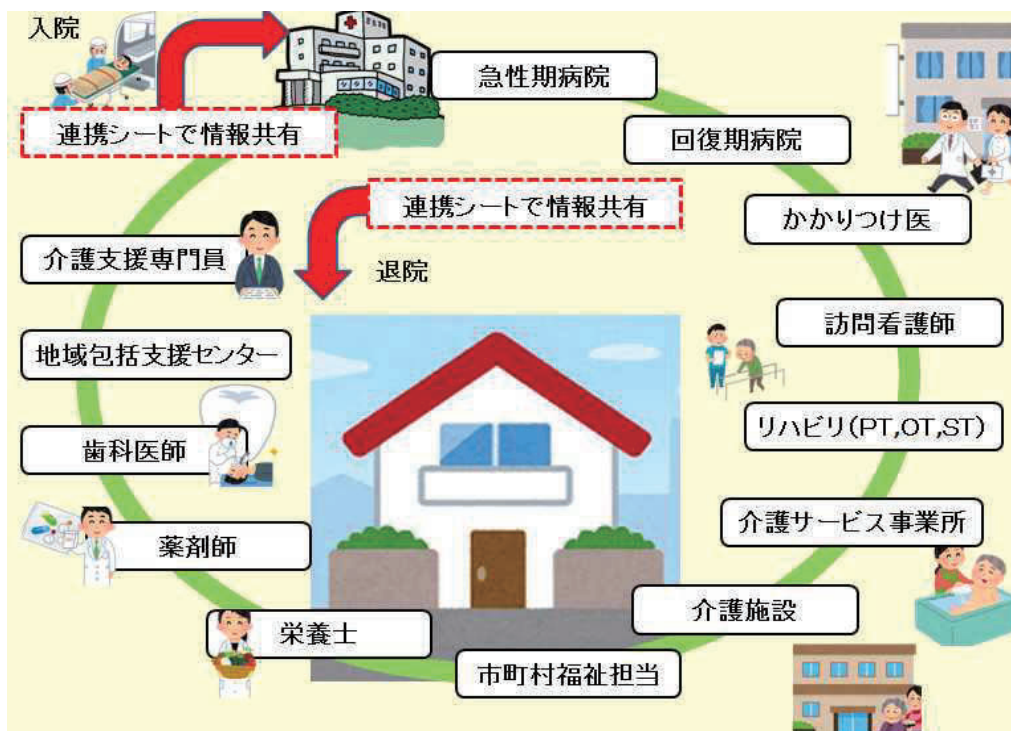 入院
急性期病院
連携シートで情報共有
回復期病院
連携シートで情報共有
かかりつけ医
介護支援専門員
退院
訪問看護師
地域包括支援センター
リハビリ(PT,OT,ST)
歯科医師
介護サービス事業所
薬剤師
介護施設
栄養士
市町村福祉担当